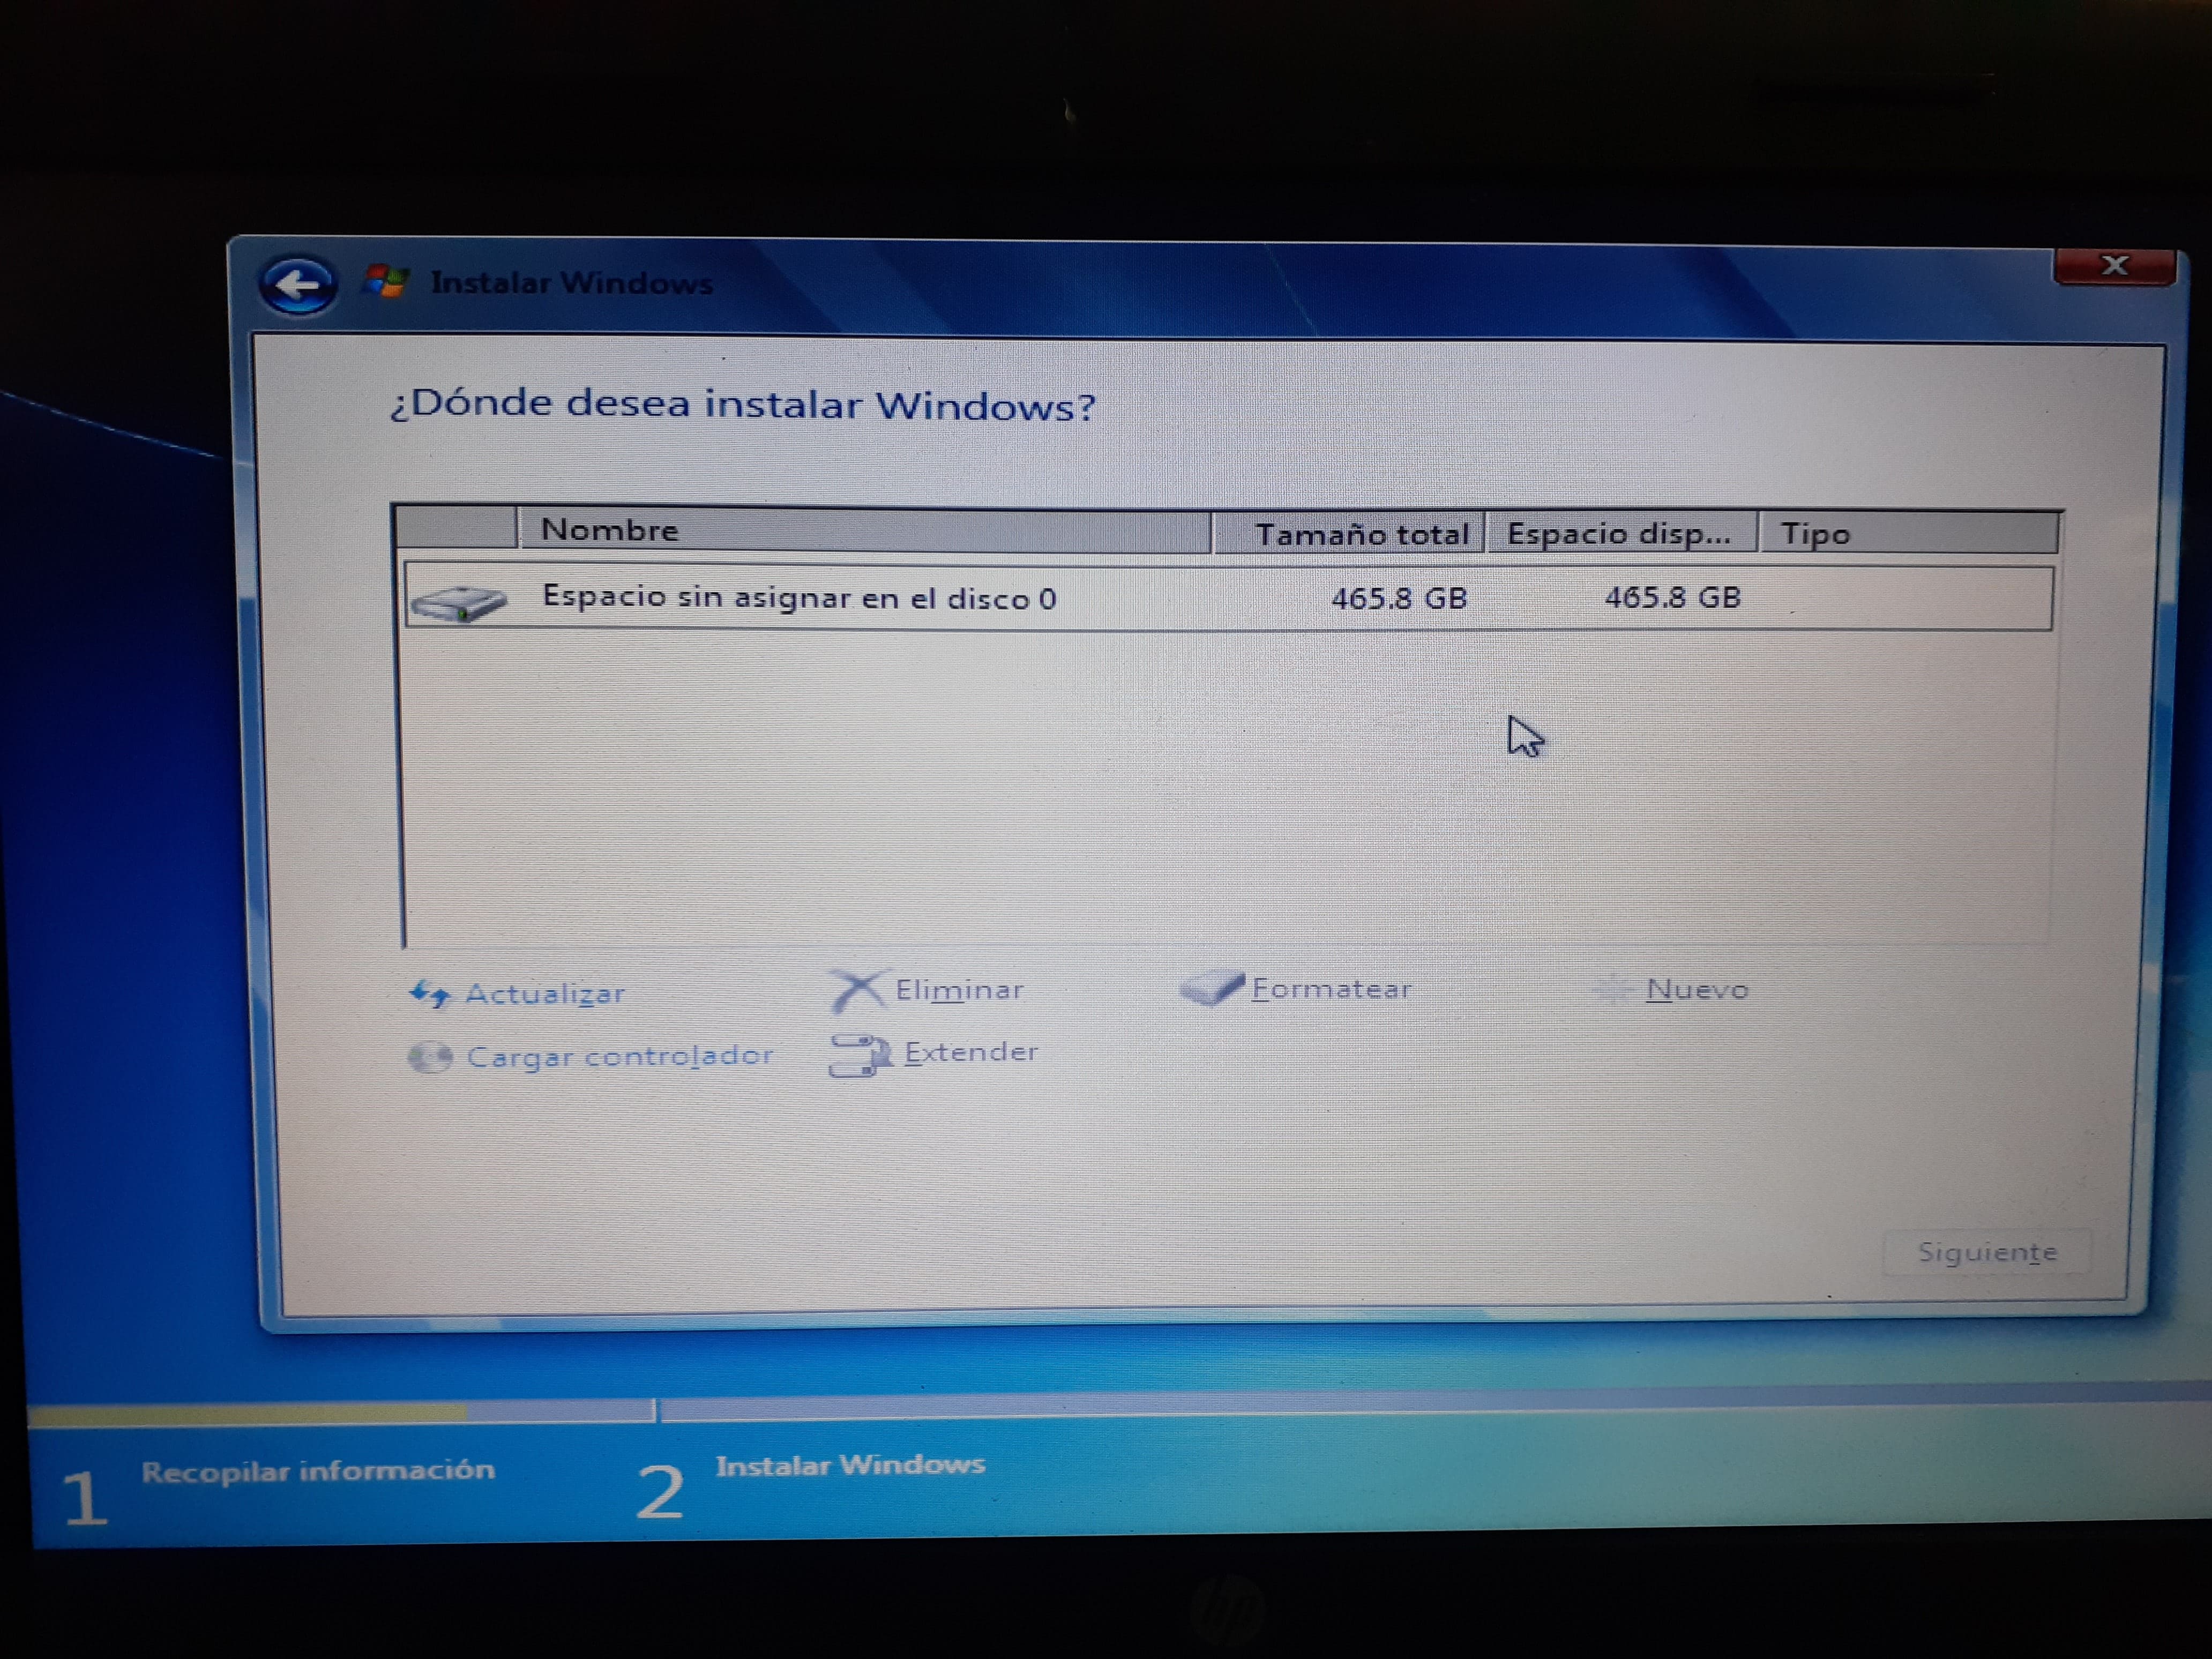 Instalar Windows
X
¿Dónde desea instalar Windows?
Nombre Tamaño total Espacio disp... Tipo
Espacio sin asignar en el disco 0 465.8 GB 465.8 GB
Actualizar Eliminar Formatear Nuevo
Cargar controlador Extender
Siguiente
1 Recopilar información 2 Instalar Windows
hp